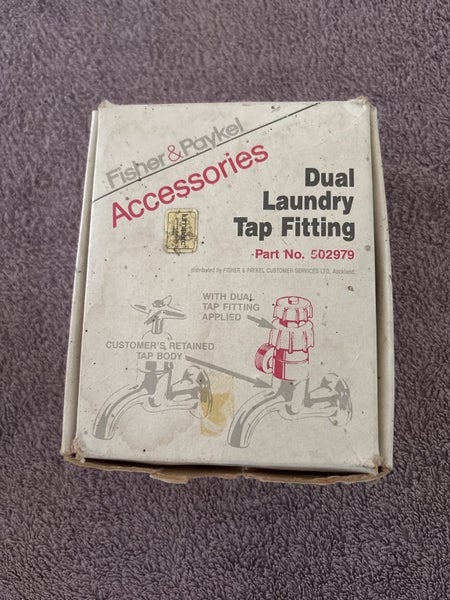 Fisher&Paykel
Accessories
Dual
Laundry
Tap Fitting
Part No. 502979
distributed by FISHER & PAYKEL CUSTOMER SERVICES LTD, Auckland.
WITH DUAL
TAP FITTING
APPLIED
CUSTOMER'S RETAINED
TAP BODY